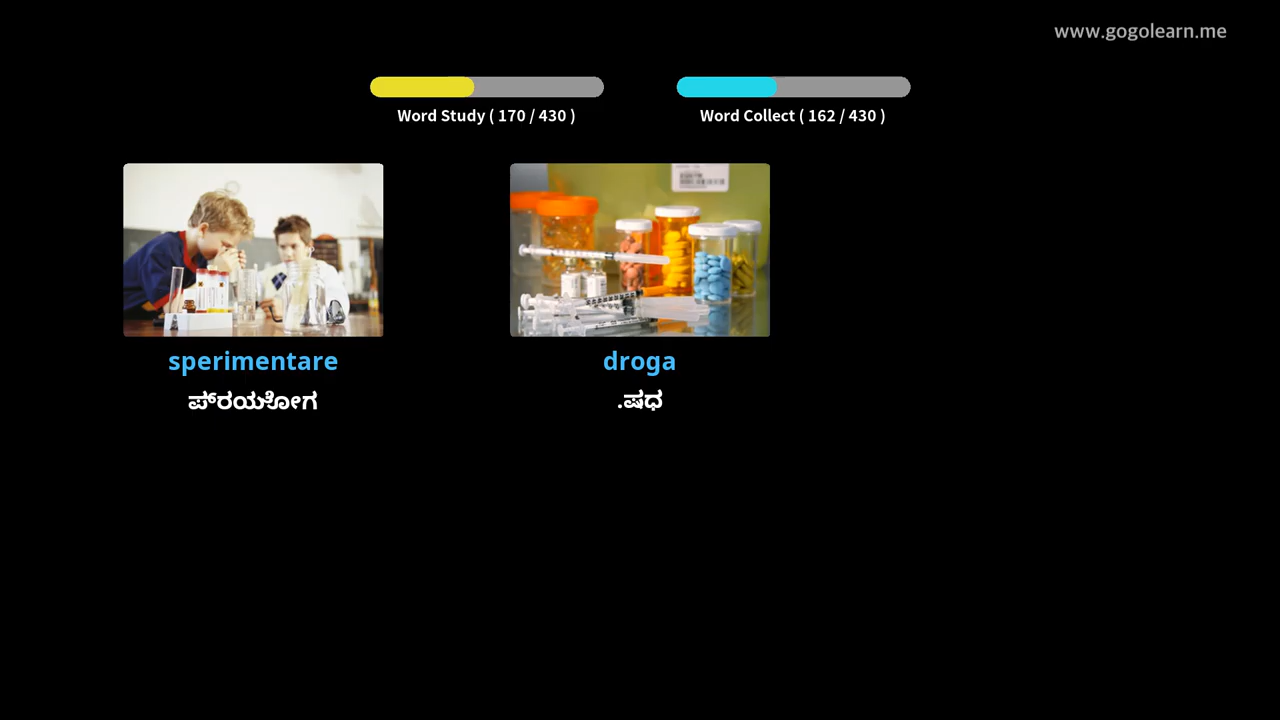 www.gogolearn.me
Word Study ( 170 / 430 )
Word Collect ( 162 / 430 )
sperimentare
ಪ್ರಯೋಗ
droga
.ಷಧ